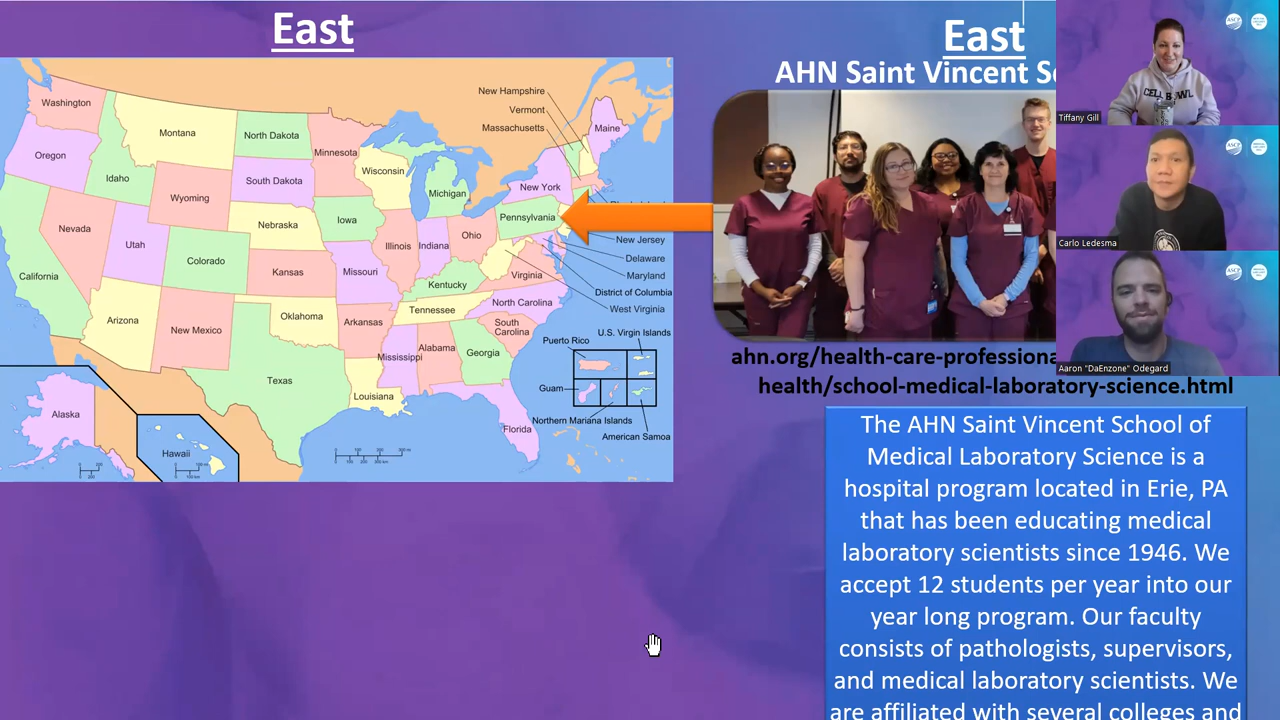 East
Washington
Montana
North Dakota
Minnesota
Oregon
Idaho
Wyoming
South Dakota
Wisconsin
Michigan
New Hampshire
Vermont
Massachusetts
Maine
New York
Nevada
Utah
Colorado
Nebraska
Iowa
Illinois
Indiana
Ohio
Pennsylvania
New Jersey
Delaware
Maryland
District of Columbia
West Virginia
California
Arizona
New Mexico
Kansas
Missouri
Kentucky
Virginia
Oklahoma
Arkansas
Tennessee
North Carolina
South
Carolina
Texas
Louisiana
Mississippi
Alabama
Georgia
Florida
Alaska
Hawaii
Puerto Rico
U.S. Virgin Islands
Guam
Northern Mariana Islands
American Samoa
East
AHN Saint Vincent
ahn.org/health-care-professiona
health/school-medical-laboratory-science.html
The AHN Saint Vincent School of
Medical Laboratory Science is a
hospital program located in Erie, PA
that has been educating medical
laboratory scientists since 1946. We
accept 12 students per year into our
year long program. Our faculty
consists of pathologists, supervisors,
and medical laboratory scientists. We
are affiliated with several colleges and
CELL BOWL
Tiffany Gill
Carlo Ledesma
Aaron "DaEnzone" Odegard
ASCP
ASCP
ASCP